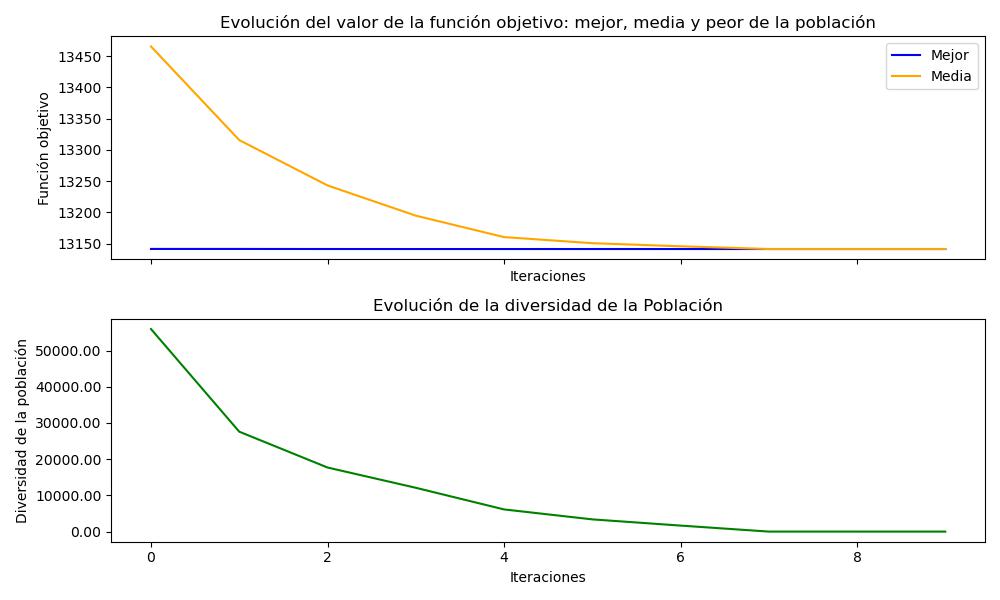 Evolución del valor de la función objetivo: mejor, media y peor de la población
Mejor
Media
Función objetivo
13450
13400
13350
13300
13250
13200
13150
Iteraciones
Evolución de la diversidad de la Población
Diversidad de la población
50000.00
40000.00
30000.00
20000.00
10000.00
0.00
0 2 4 6 8
Iteraciones